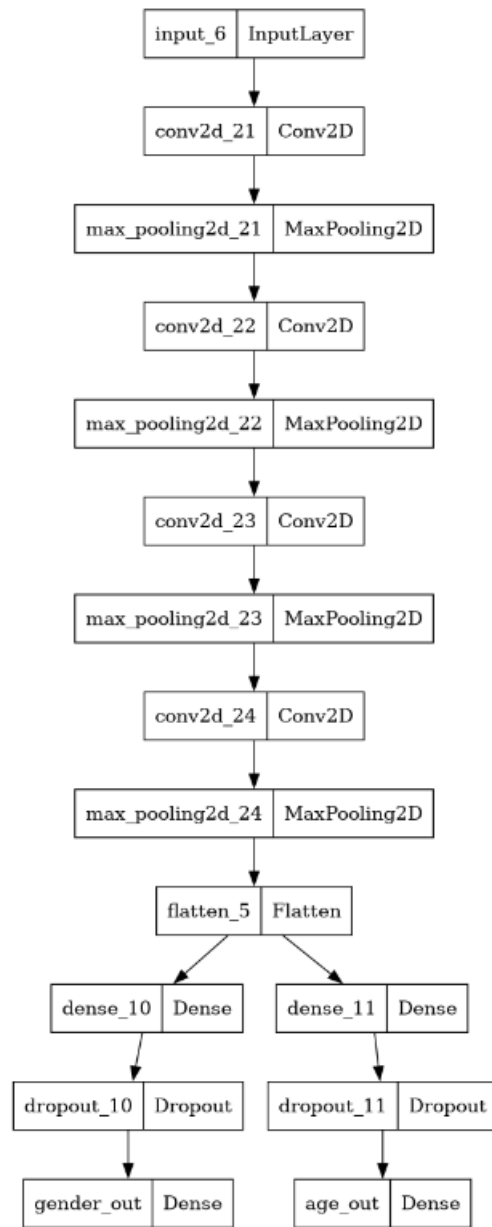 input_6 InputLayer
conv2d_21 Conv2D
max_pooling2d_21 MaxPooling2D
conv2d_22 Conv2D
max_pooling2d_22 MaxPooling2D
conv2d_23 Conv2D
max_pooling2d_23 MaxPooling2D
conv2d_24 Conv2D
max_pooling2d_24 MaxPooling2D
flatten_5 Flatten
dense_10 Dense dense_11 Dense
dropout_10 Dropout dropout_11 Dropout
gender_out Dense age_out Dense